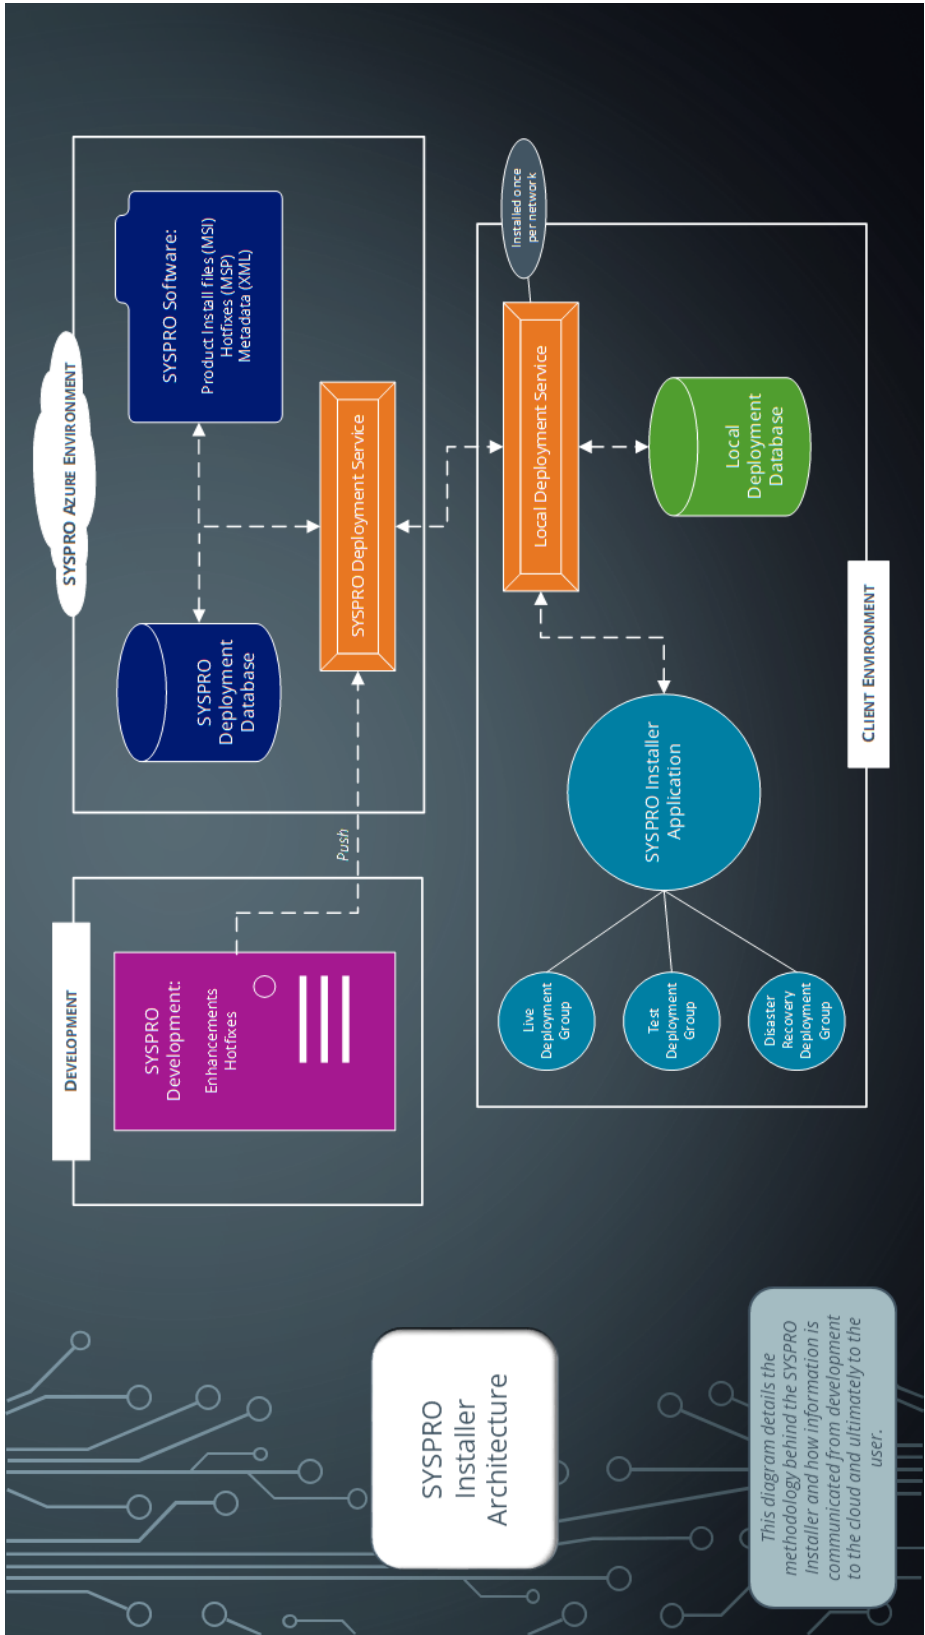 SYSPRO
Installer
Architecture
This diagram details the
methodology behind the SYSPRO
Installer and how information is
communicated from development
to the cloud and ultimately to the
user.
DEVELOPMENT
SYSPRO
Development:
Enhancements
Hotfixes
Push
SYSPRO AZURE ENVIRONMENT
SYSPRO
Deployment
Database
SYSPRO Software:
Product Install files (MSI)
Hotfixes (MSP)
Metadata (XML)
SYSPRO Deployment Service
Installed once
per network
Local Deployment Service
Local
Deployment
Database
SYSPRO Installer
Application
Live
Deployment
Group
Test
Deployment
Group
Disaster
Recovery
Deployment
Group
CLIENT ENVIRONMENT